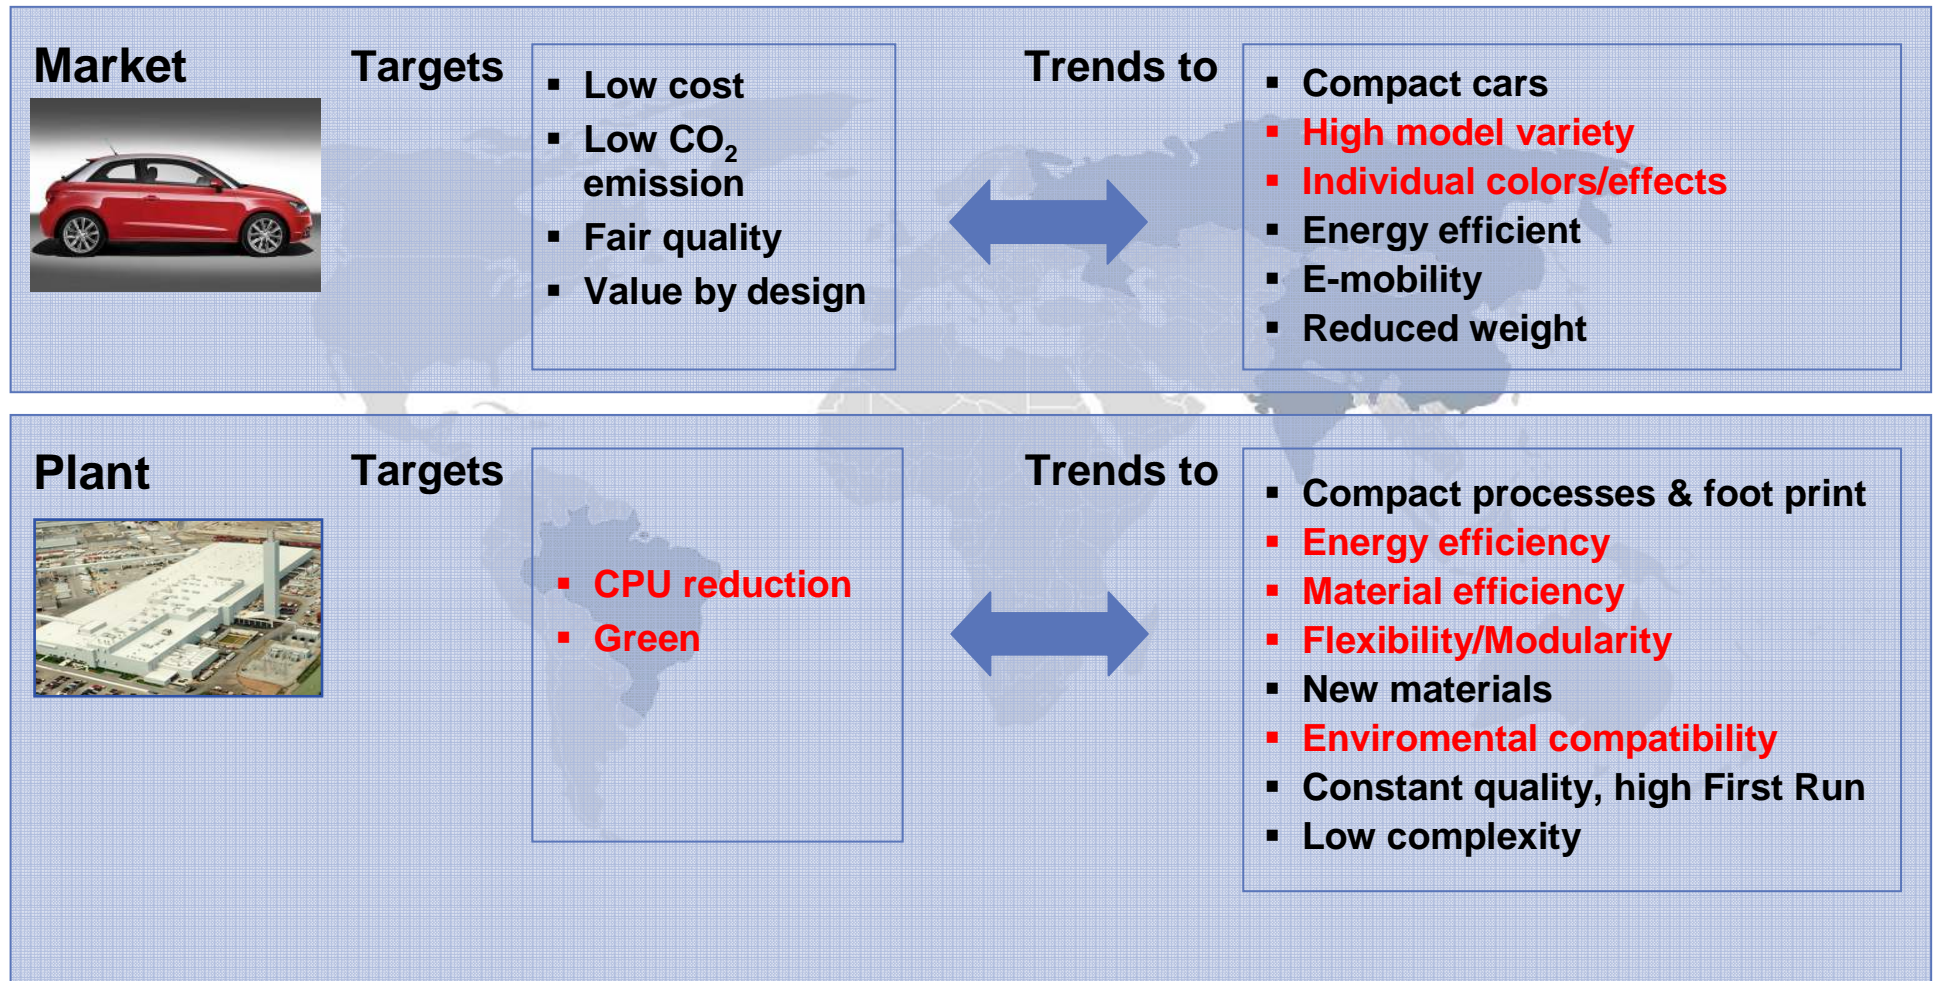 Market
Targets
▪ Low cost
▪ Low CO₂
emission
▪ Fair quality
▪ Value by design
Trends to
▪ Compact cars
▪ High model variety
▪ Individual colors/effects
▪ Energy efficient
▪ E-mobility
▪ Reduced weight
Plant
Targets
▪ CPU reduction
▪ Green
Trends to
▪ Compact processes & foot print
▪ Energy efficiency
▪ Material efficiency
▪ Flexibility/Modularity
▪ New materials
▪ Enviromental compatibility
▪ Constant quality, high First Run
▪ Low complexity